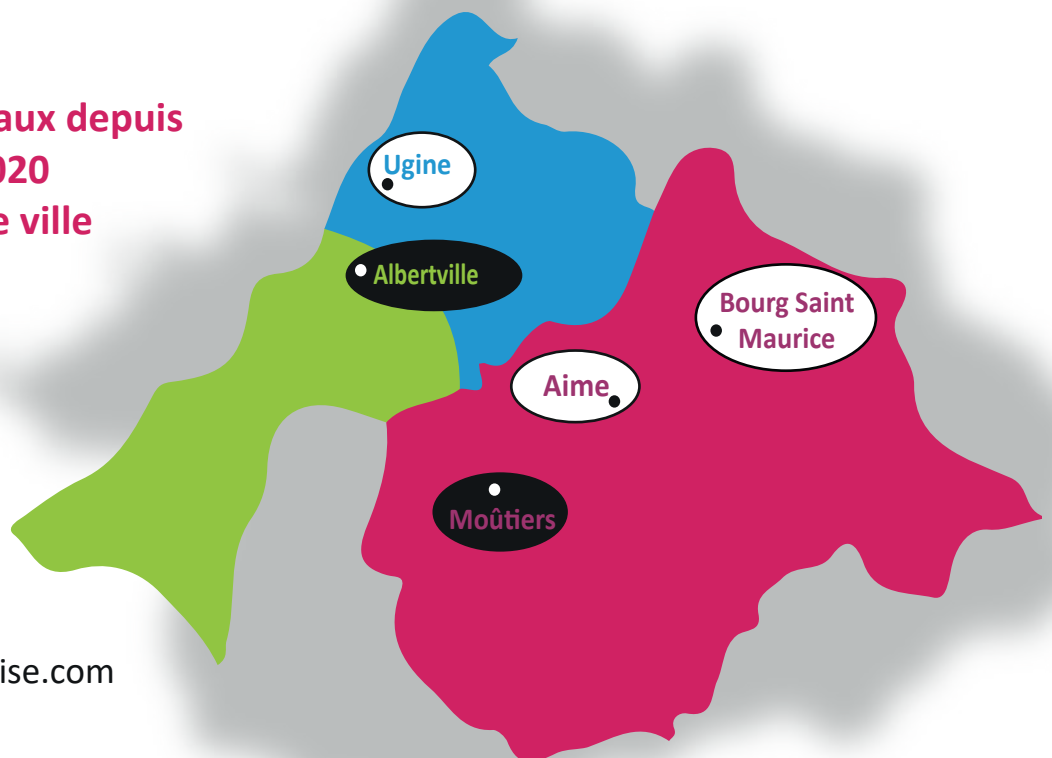 aux depuis
020
e ville
Ugine
Albertville
Bourg Saint
Maurice
Aime
Moûtiers
ise.com